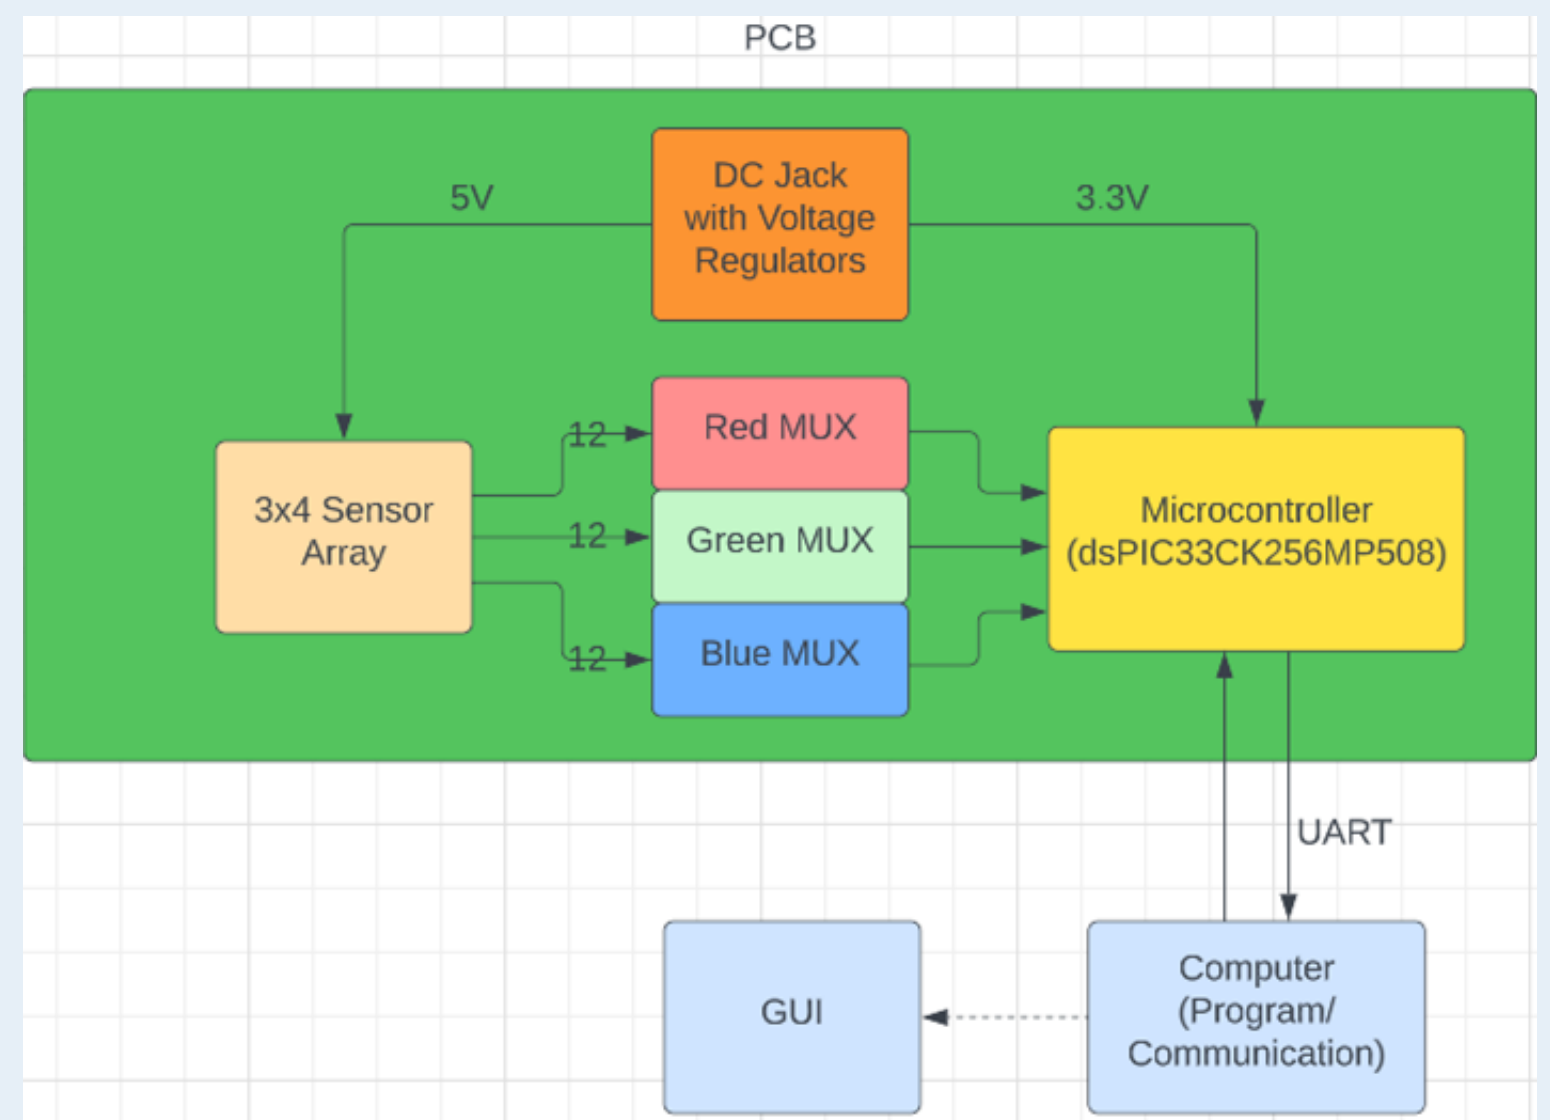 PCB
DC Jack
with Voltage
Regulators
5V
3.3V
Red MUX
12
Green MUX
12
Blue MUX
12
3x4 Sensor
Array
Microcontroller
(dsPIC33CK256MP508)
UART
GUI
Computer
(Program/
Communication)